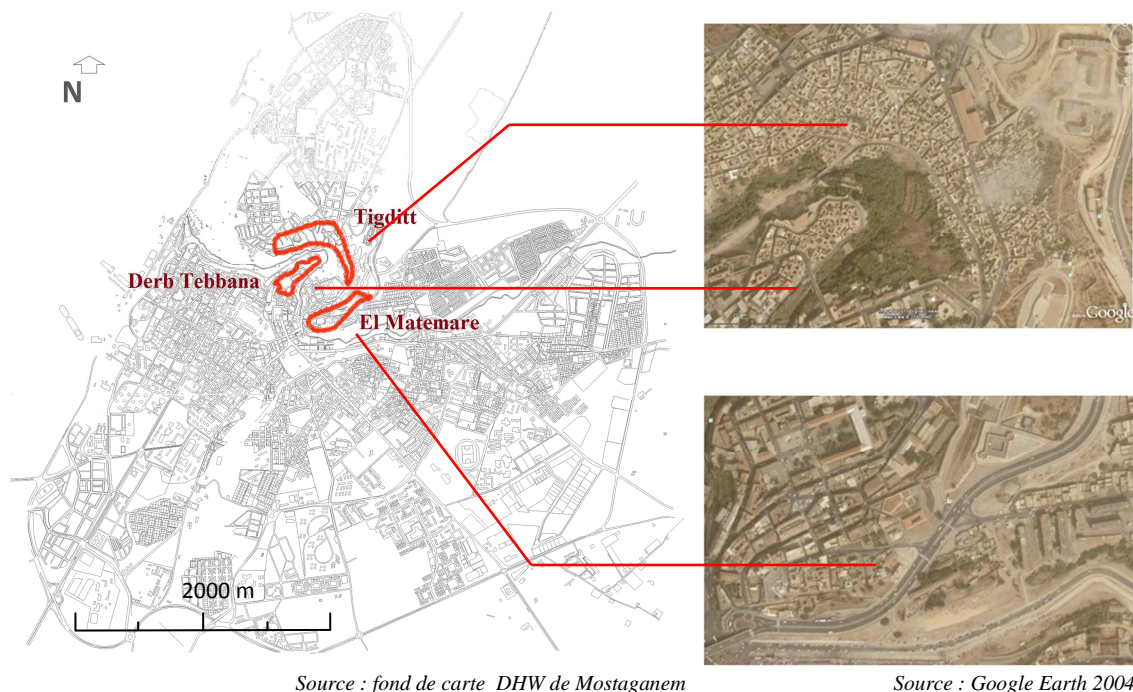 N
Tigditt
Derb Tebbana
El Matemare
2000 m
Google
Source : fond de carte DHW de Mostaganem
Source : Google Earth 2004